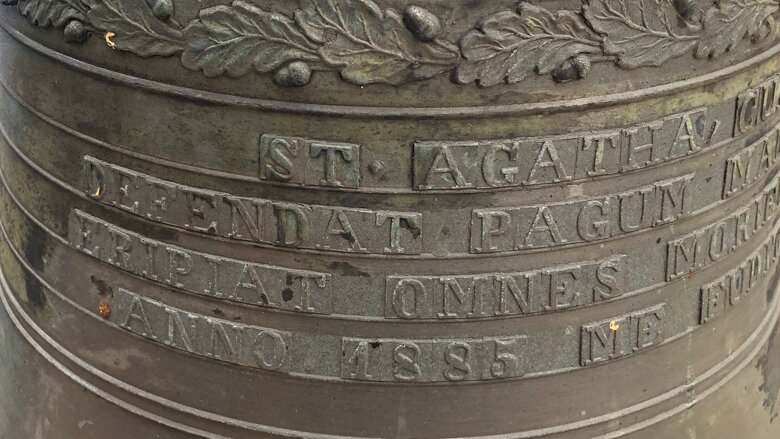 ST. AGATHA,
DEFENDAT PAGUM
ERIPIAT OMNES
ANNO 1885 ME